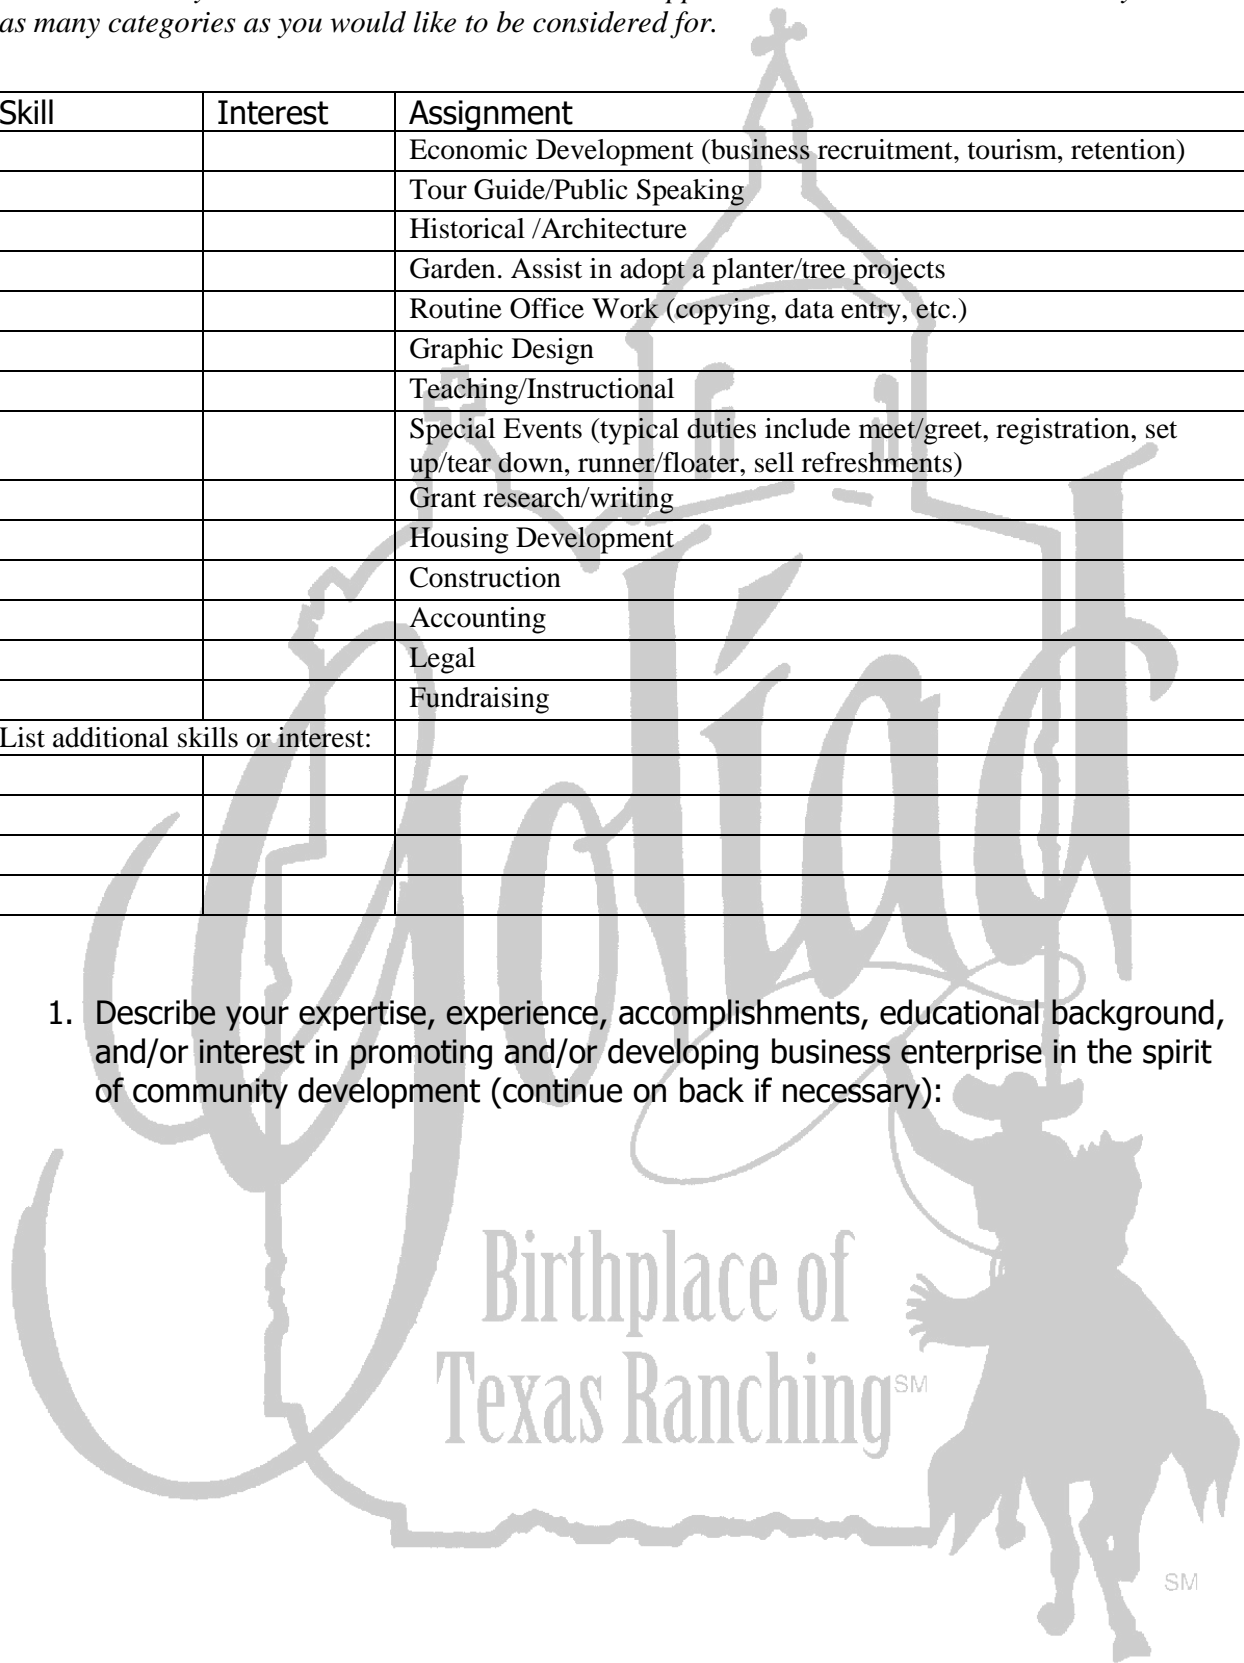 as many categories as you would like to be considered for.
Skill Interest Assignment
Economic Development (business recruitment, tourism, retention)
Tour Guide/Public Speaking
Historical /Architecture
Garden. Assist in adopt a planter/tree projects
Routine Office Work (copying, data entry, etc.)
Graphic Design
Teaching/Instructional
Special Events (typical duties include meet/greet, registration, set
up/tear down, runner/floater, sell refreshments)
Grant research/writing
Housing Development
Construction
Accounting
Legal
Fundraising
List additional skills or interest:
Goliad
1. Describe your expertise, experience, accomplishments, educational background,
and/or interest in promoting and/or developing business enterprise in the spirit
of community development (continue on back if necessary):
Birthplace of
Texas Ranching SM
SM